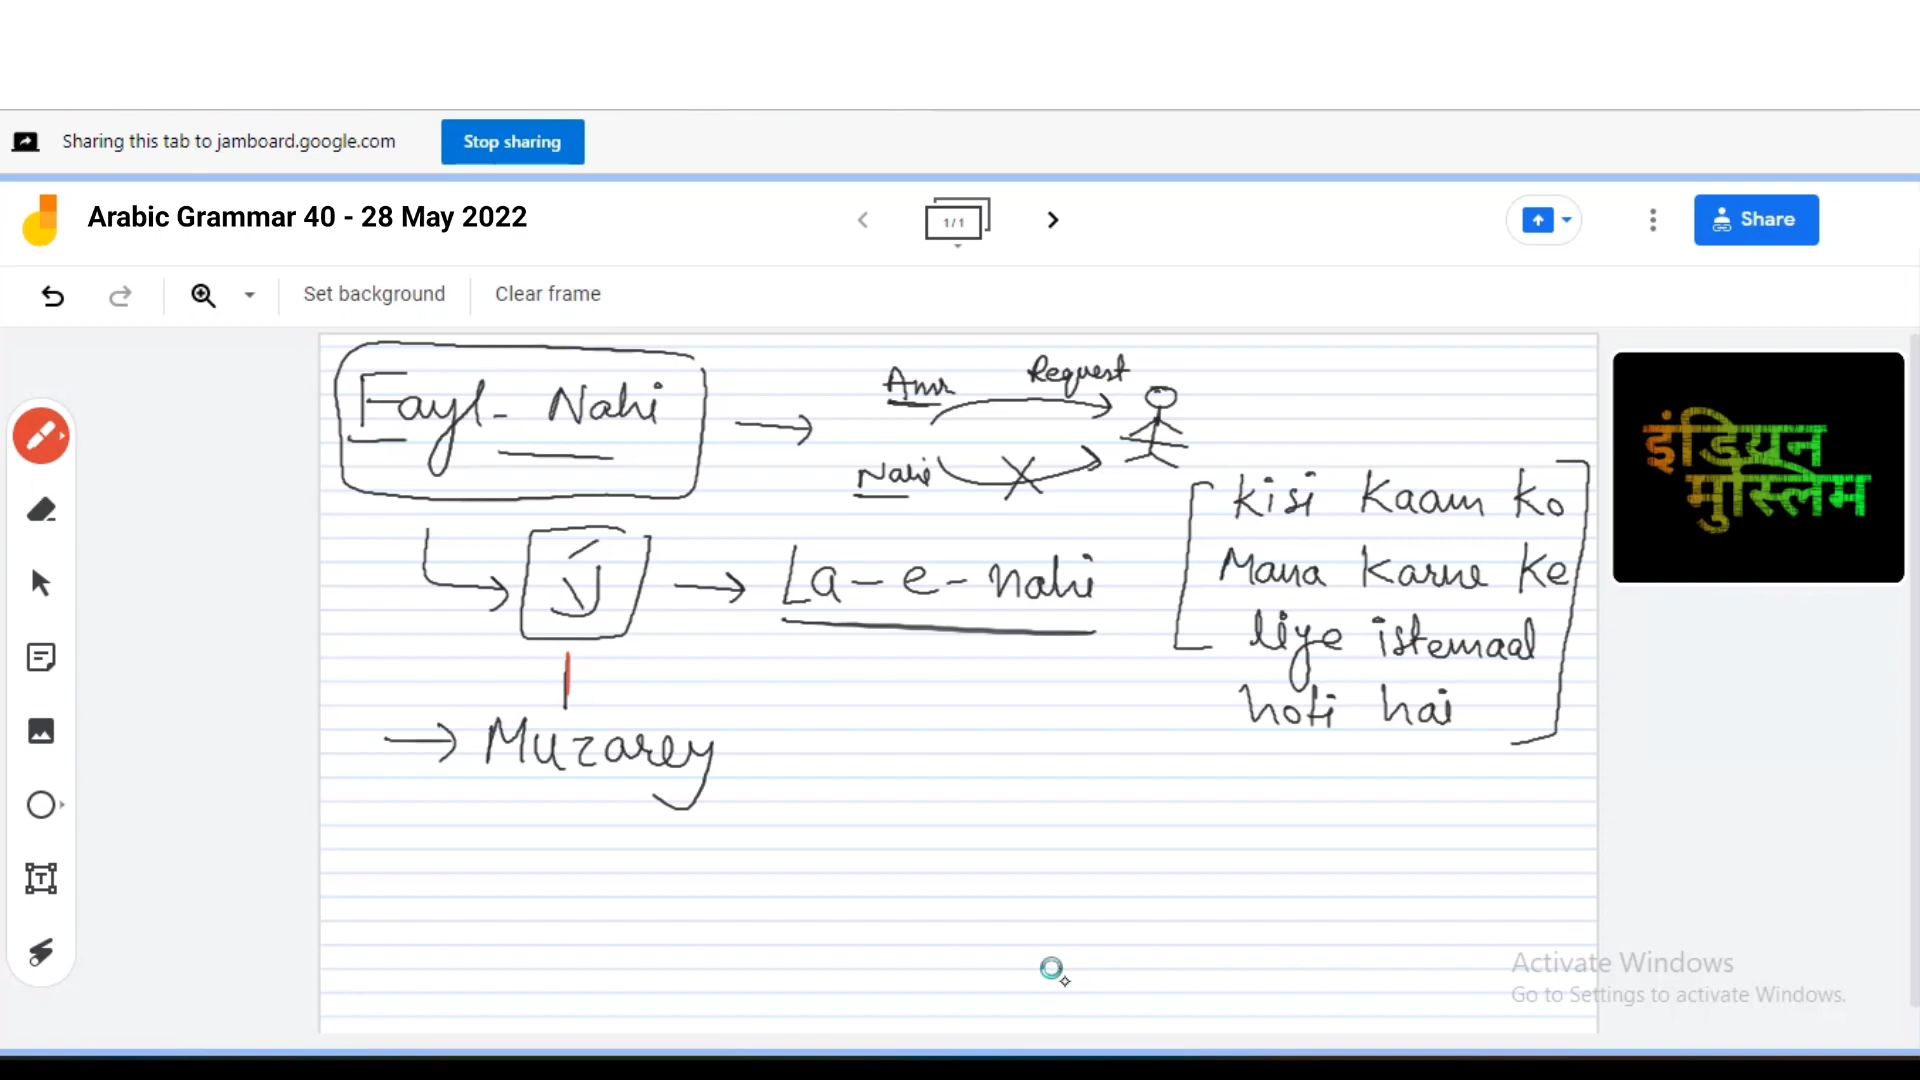 Sharing this tab to jamboard.google.com
Stop sharing
Arabic Grammar 40 - 28 May 2022
1/1
Share
Set background
Clear frame
Fayl- Nahi
Amr
Request
Nahi
لَا
La-e-nahi
Kisi Kaam Ko
Mana Karne Ke
liye istemaal
hoti hai
Muzarey
इंडियन
मुस्लिम
Activate Windows
Go to Settings to activate Windows.